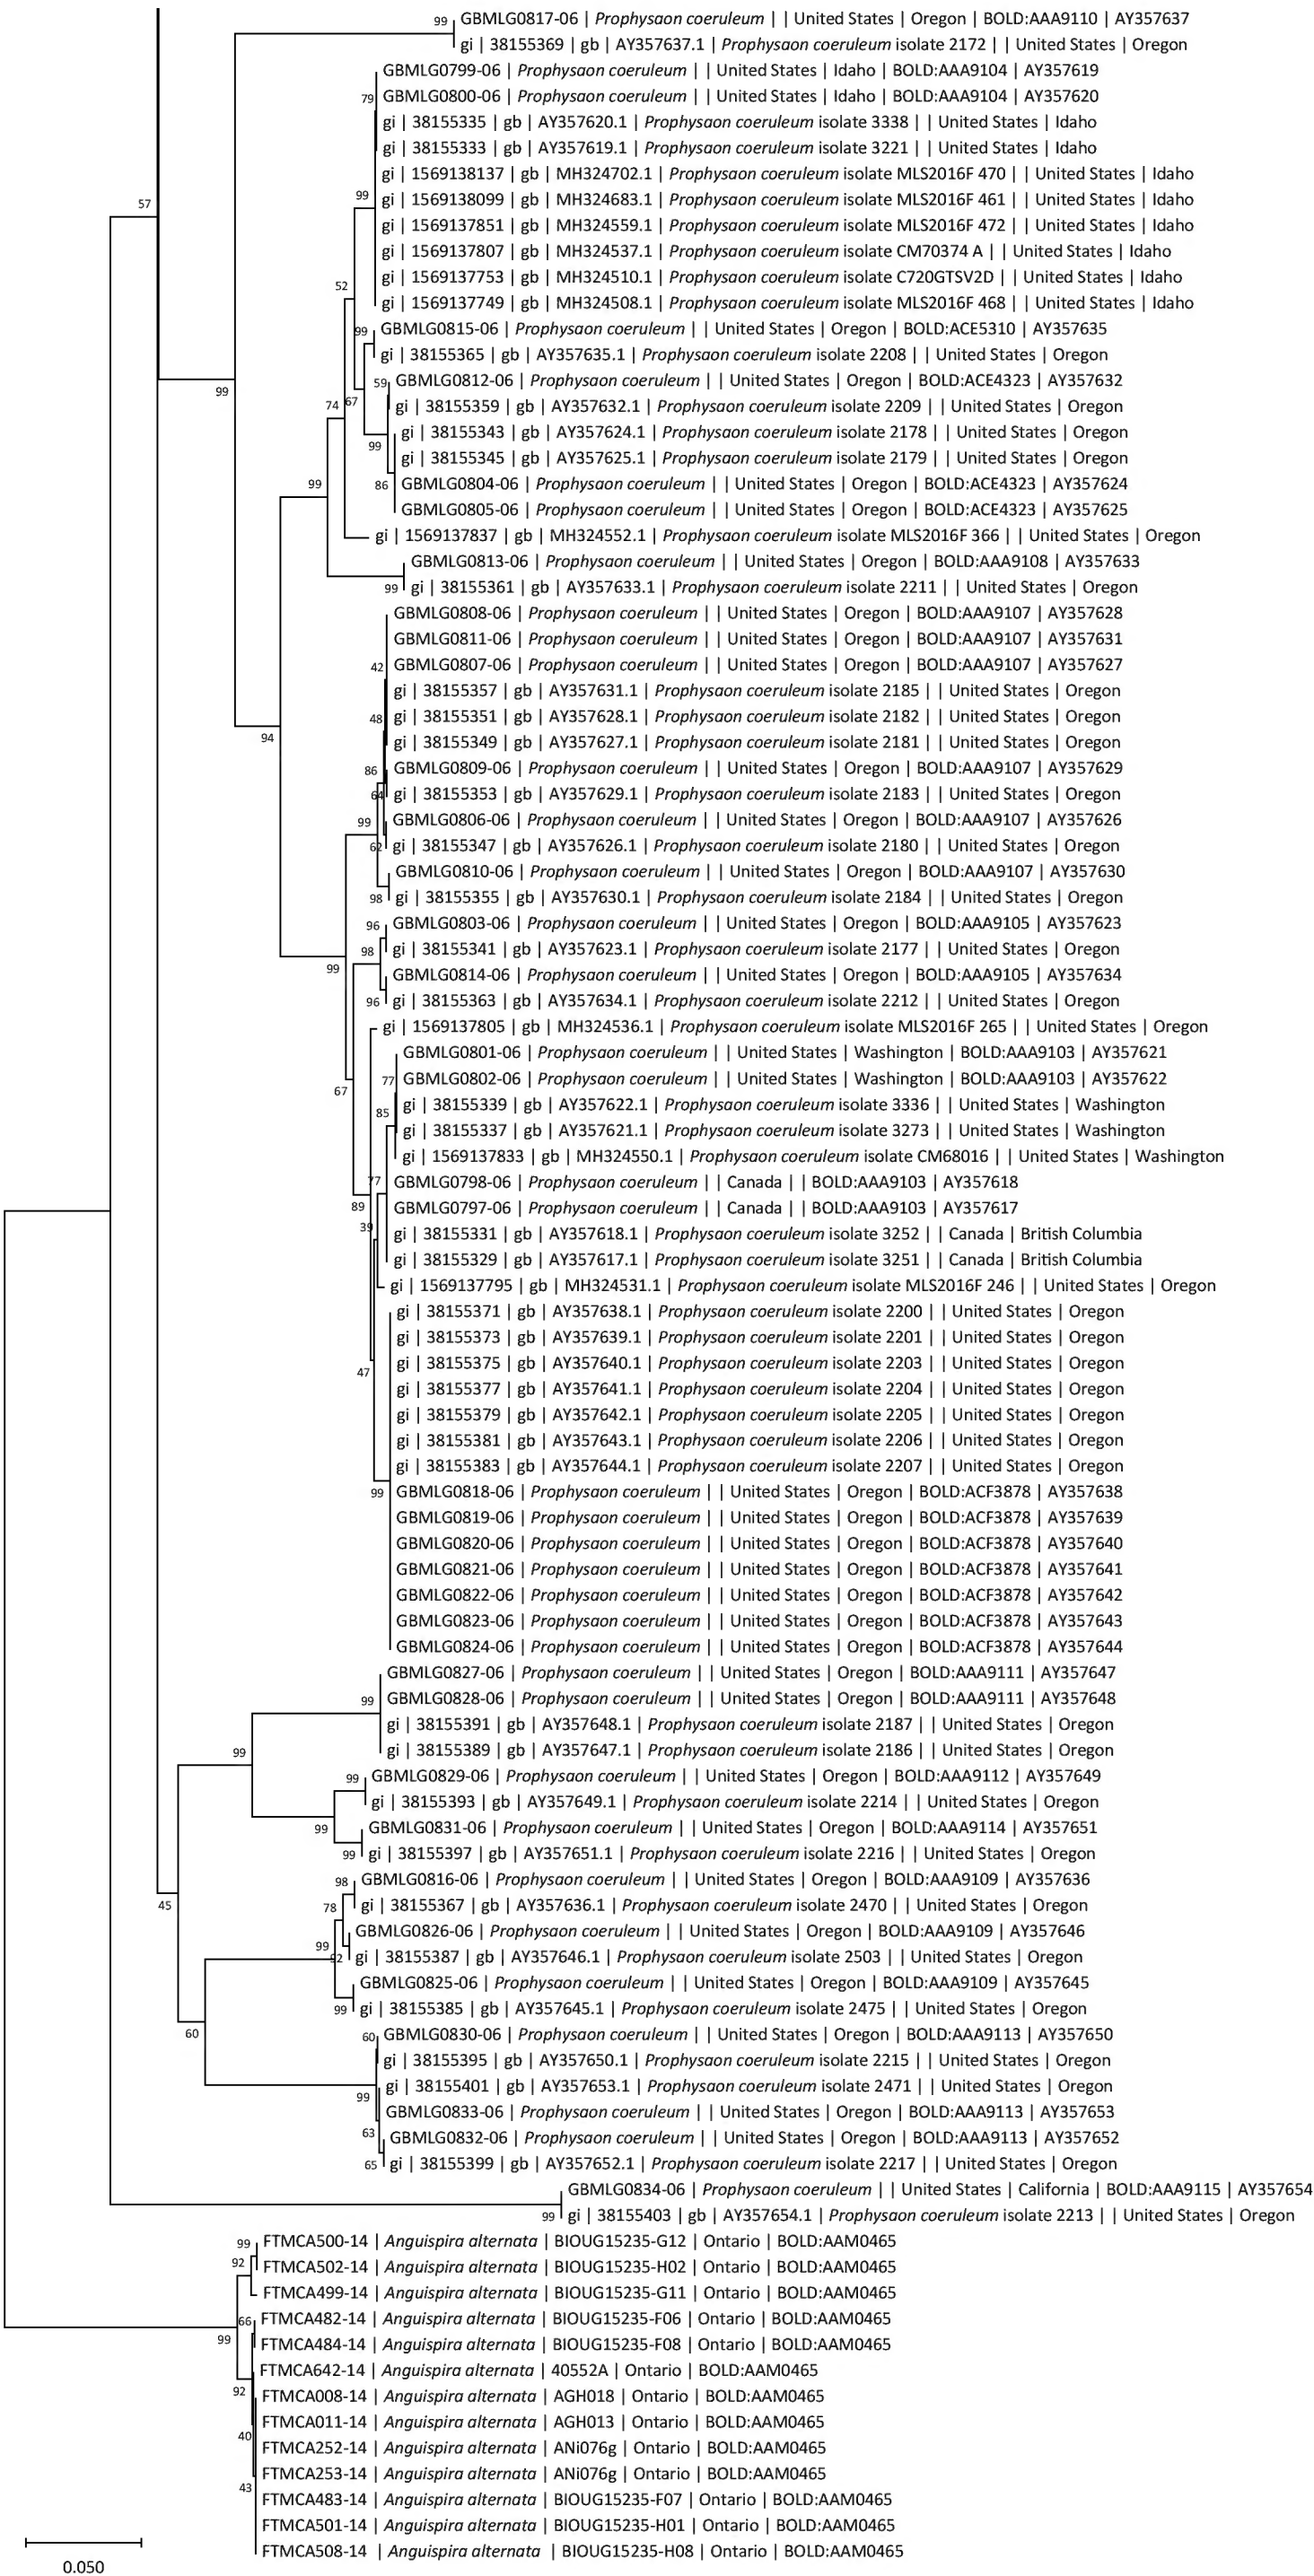 99 GBMLG0817-06 | Prophysaon coeruleum | | United States | Oregon | BOLD:AAA9110 | AY357637
gi | 38155369 | gb | AY357637.1 | Prophysaon coeruleum isolate 2172 | | United States | Oregon
GBMLG0799-06 | Prophysaon coeruleum | | United States | Idaho | BOLD:AAA9104 | AY357619
79 GBMLG0800-06 | Prophysaon coeruleum | | United States | Idaho | BOLD:AAA9104 | AY357620
gi | 38155335 | gb | AY357620.1 | Prophysaon coeruleum isolate 3338 | | United States | Idaho
gi | 38155333 | gb | AY357619.1 | Prophysaon coeruleum isolate 3221 | | United States | Idaho
gi | 1569138137 | gb | MH324702.1 | Prophysaon coeruleum isolate MLS2016F 470 | | United States | Idaho
57 99 gi | 1569138099 | gb | MH324683.1 | Prophysaon coeruleum isolate MLS2016F 461 | | United States | Idaho
gi | 1569137851 | gb | MH324559.1 | Prophysaon coeruleum isolate MLS2016F 472 | | United States | Idaho
gi | 1569137807 | gb | MH324537.1 | Prophysaon coeruleum isolate CM70374 A | | United States | Idaho
52 gi | 1569137753 | gb | MH324510.1 | Prophysaon coeruleum isolate C720GTSV2D | | United States | Idaho
gi | 1569137749 | gb | MH324508.1 | Prophysaon coeruleum isolate MLS2016F 468 | | United States | Idaho
99 GBMLG0815-06 | Prophysaon coeruleum | | United States | Oregon | BOLD:ACE5310 | AY357635
gi | 38155365 | gb | AY357635.1 | Prophysaon coeruleum isolate 2208 | | United States | Oregon
99 59 GBMLG0812-06 | Prophysaon coeruleum | | United States | Oregon | BOLD:ACE4323 | AY357632
74 67 gi | 38155359 | gb | AY357632.1 | Prophysaon coeruleum isolate 2209 | | United States | Oregon
gi | 38155343 | gb | AY357624.1 | Prophysaon coeruleum isolate 2178 | | United States | Oregon
99 gi | 38155345 | gb | AY357625.1 | Prophysaon coeruleum isolate 2179 | | United States | Oregon
99 86 GBMLG0804-06 | Prophysaon coeruleum | | United States | Oregon | BOLD:ACE4323 | AY357624
GBMLG0805-06 | Prophysaon coeruleum | | United States | Oregon | BOLD:ACE4323 | AY357625
gi | 1569137837 | gb | MH324552.1 | Prophysaon coeruleum isolate MLS2016F 366 | | United States | Oregon
GBMLG0813-06 | Prophysaon coeruleum | | United States | Oregon | BOLD:AAA9108 | AY357633
99 gi | 38155361 | gb | AY357633.1 | Prophysaon coeruleum isolate 2211 | | United States | Oregon
GBMLG0808-06 | Prophysaon coeruleum | | United States | Oregon | BOLD:AAA9107 | AY357628
GBMLG0811-06 | Prophysaon coeruleum | | United States | Oregon | BOLD:AAA9107 | AY357631
42 GBMLG0807-06 | Prophysaon coeruleum | | United States | Oregon | BOLD:AAA9107 | AY357627
gi | 38155357 | gb | AY357631.1 | Prophysaon coeruleum isolate 2185 | | United States | Oregon
48 gi | 38155351 | gb | AY357628.1 | Prophysaon coeruleum isolate 2182 | | United States | Oregon
94 gi | 38155349 | gb | AY357627.1 | Prophysaon coeruleum isolate 2181 | | United States | Oregon
86 GBMLG0809-06 | Prophysaon coeruleum | | United States | Oregon | BOLD:AAA9107 | AY357629
64 gi | 38155353 | gb | AY357629.1 | Prophysaon coeruleum isolate 2183 | | United States | Oregon
99 GBMLG0806-06 | Prophysaon coeruleum | | United States | Oregon | BOLD:AAA9107 | AY357626
62 gi | 38155347 | gb | AY357626.1 | Prophysaon coeruleum isolate 2180 | | United States | Oregon
GBMLG0810-06 | Prophysaon coeruleum | | United States | Oregon | BOLD:AAA9107 | AY357630
98 gi | 38155355 | gb | AY357630.1 | Prophysaon coeruleum isolate 2184 | | United States | Oregon
96 GBMLG0803-06 | Prophysaon coeruleum | | United States | Oregon | BOLD:AAA9105 | AY357623
98 gi | 38155341 | gb | AY357623.1 | Prophysaon coeruleum isolate 2177 | | United States | Oregon
99 GBMLG0814-06 | Prophysaon coeruleum | | United States | Oregon | BOLD:AAA9105 | AY357634
96 gi | 38155363 | gb | AY357634.1 | Prophysaon coeruleum isolate 2212 | | United States | Oregon
gi | 1569137805 | gb | MH324536.1 | Prophysaon coeruleum isolate MLS2016F 265 | | United States | Oregon
GBMLG0801-06 | Prophysaon coeruleum | | United States | Washington | BOLD:AAA9103 | AY357621
67 77 GBMLG0802-06 | Prophysaon coeruleum | | United States | Washington | BOLD:AAA9103 | AY357622
85 gi | 38155339 | gb | AY357622.1 | Prophysaon coeruleum isolate 3336 | | United States | Washington
gi | 38155337 | gb | AY357621.1 | Prophysaon coeruleum isolate 3273 | | United States | Washington
gi | 1569137833 | gb | MH324550.1 | Prophysaon coeruleum isolate CM68016 | | United States | Washington
77 GBMLG0798-06 | Prophysaon coeruleum | | Canada | | BOLD:AAA9103 | AY357618
89 GBMLG0797-06 | Prophysaon coeruleum | | Canada | | BOLD:AAA9103 | AY357617
39 gi | 38155331 | gb | AY357618.1 | Prophysaon coeruleum isolate 3252 | | Canada | British Columbia
gi | 38155329 | gb | AY357617.1 | Prophysaon coeruleum isolate 3251 | | Canada | British Columbia
gi | 1569137795 | gb | MH324531.1 | Prophysaon coeruleum isolate MLS2016F 246 | | United States | Oregon
gi | 38155371 | gb | AY357638.1 | Prophysaon coeruleum isolate 2200 | | United States | Oregon
gi | 38155373 | gb | AY357639.1 | Prophysaon coeruleum isolate 2201 | | United States | Oregon
47 gi | 38155375 | gb | AY357640.1 | Prophysaon coeruleum isolate 2203 | | United States | Oregon
gi | 38155377 | gb | AY357641.1 | Prophysaon coeruleum isolate 2204 | | United States | Oregon
gi | 38155379 | gb | AY357642.1 | Prophysaon coeruleum isolate 2205 | | United States | Oregon
gi | 38155381 | gb | AY357643.1 | Prophysaon coeruleum isolate 2206 | | United States | Oregon
gi | 38155383 | gb | AY357644.1 | Prophysaon coeruleum isolate 2207 | | United States | Oregon
99 GBMLG0818-06 | Prophysaon coeruleum | | United States | Oregon | BOLD:ACF3878 | AY357638
GBMLG0819-06 | Prophysaon coeruleum | | United States | Oregon | BOLD:ACF3878 | AY357639
GBMLG0820-06 | Prophysaon coeruleum | | United States | Oregon | BOLD:ACF3878 | AY357640
GBMLG0821-06 | Prophysaon coeruleum | | United States | Oregon | BOLD:ACF3878 | AY357641
GBMLG0822-06 | Prophysaon coeruleum | | United States | Oregon | BOLD:ACF3878 | AY357642
GBMLG0823-06 | Prophysaon coeruleum | | United States | Oregon | BOLD:ACF3878 | AY357643
GBMLG0824-06 | Prophysaon coeruleum | | United States | Oregon | BOLD:ACF3878 | AY357644
GBMLG0827-06 | Prophysaon coeruleum | | United States | Oregon | BOLD:AAA9111 | AY357647
99 GBMLG0828-06 | Prophysaon coeruleum | | United States | Oregon | BOLD:AAA9111 | AY357648
gi | 38155391 | gb | AY357648.1 | Prophysaon coeruleum isolate 2187 | | United States | Oregon
99 gi | 38155389 | gb | AY357647.1 | Prophysaon coeruleum isolate 2186 | | United States | Oregon
99 GBMLG0829-06 | Prophysaon coeruleum | | United States | Oregon | BOLD:AAA9112 | AY357649
gi | 38155393 | gb | AY357649.1 | Prophysaon coeruleum isolate 2214 | | United States | Oregon
99 GBMLG0831-06 | Prophysaon coeruleum | | United States | Oregon | BOLD:AAA9114 | AY357651
99 gi | 38155397 | gb | AY357651.1 | Prophysaon coeruleum isolate 2216 | | United States | Oregon
98 GBMLG0816-06 | Prophysaon coeruleum | | United States | Oregon | BOLD:AAA9109 | AY357636
45 78 gi | 38155367 | gb | AY357636.1 | Prophysaon coeruleum isolate 2470 | | United States | Oregon
99 GBMLG0826-06 | Prophysaon coeruleum | | United States | Oregon | BOLD:AAA9109 | AY357646
92 gi | 38155387 | gb | AY357646.1 | Prophysaon coeruleum isolate 2503 | | United States | Oregon
GBMLG0825-06 | Prophysaon coeruleum | | United States | Oregon | BOLD:AAA9109 | AY357645
99 gi | 38155385 | gb | AY357645.1 | Prophysaon coeruleum isolate 2475 | | United States | Oregon
60 60 GBMLG0830-06 | Prophysaon coeruleum | | United States | Oregon | BOLD:AAA9113 | AY357650
gi | 38155395 | gb | AY357650.1 | Prophysaon coeruleum isolate 2215 | | United States | Oregon
99 gi | 38155401 | gb | AY357653.1 | Prophysaon coeruleum isolate 2471 | | United States | Oregon
GBMLG0833-06 | Prophysaon coeruleum | | United States | Oregon | BOLD:AAA9113 | AY357653
63 GBMLG0832-06 | Prophysaon coeruleum | | United States | Oregon | BOLD:AAA9113 | AY357652
65 gi | 38155399 | gb | AY357652.1 | Prophysaon coeruleum isolate 2217 | | United States | Oregon
GBMLG0834-06 | Prophysaon coeruleum | | United States | California | BOLD:AAA9115 | AY357654
99 gi | 38155403 | gb | AY357654.1 | Prophysaon coeruleum isolate 2213 | | United States | Oregon
99 FTMCA500-14 | Anguispira alternata | BIOUG15235-G12 | Ontario | BOLD:AAM0465
92 FTMCA502-14 | Anguispira alternata | BIOUG15235-H02 | Ontario | BOLD:AAM0465
FTMCA499-14 | Anguispira alternata | BIOUG15235-G11 | Ontario | BOLD:AAM0465
66 FTMCA482-14 | Anguispira alternata | BIOUG15235-F06 | Ontario | BOLD:AAM0465
99 FTMCA484-14 | Anguispira alternata | BIOUG15235-F08 | Ontario | BOLD:AAM0465
FTMCA642-14 | Anguispira alternata | 40552A | Ontario | BOLD:AAM0465
92 FTMCA008-14 | Anguispira alternata | AGH018 | Ontario | BOLD:AAM0465
FTMCA011-14 | Anguispira alternata | AGH013 | Ontario | BOLD:AAM0465
40 FTMCA252-14 | Anguispira alternata | ANi076g | Ontario | BOLD:AAM0465
FTMCA253-14 | Anguispira alternata | ANi076g | Ontario | BOLD:AAM0465
43 FTMCA483-14 | Anguispira alternata | BIOUG15235-F07 | Ontario | BOLD:AAM0465
FTMCA501-14 | Anguispira alternata | BIOUG15235-H01 | Ontario | BOLD:AAM0465
FTMCA508-14 | Anguispira alternata | BIOUG15235-H08 | Ontario | BOLD:AAM0465
0.050